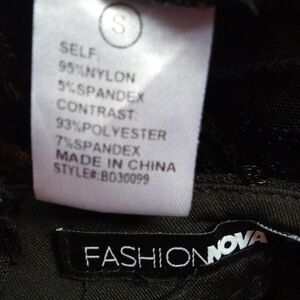 S
SELF:
95%NYLON
5%SPANDEX
CONTRAST:
93%POLYESTER
7%SPANDEX
MADE IN CHINA
STYLE#:BD30099
FASHIONNOVA